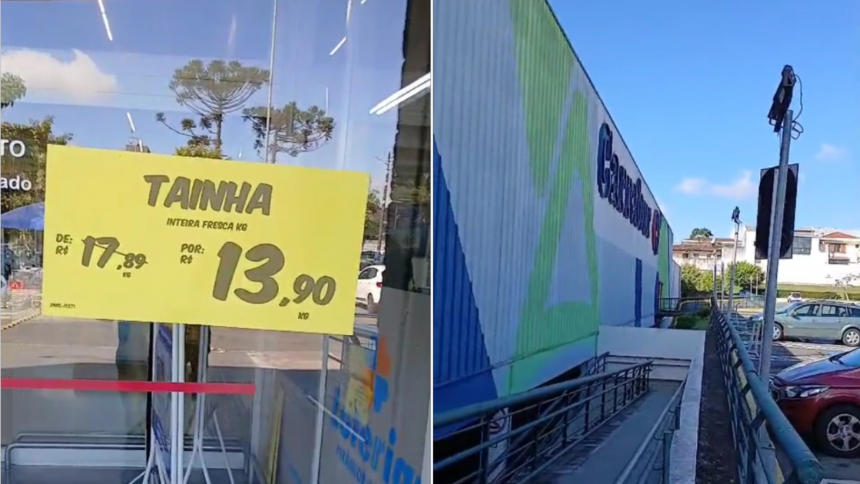 TO
ado
TAINHA
INTEIRA FRESCA KG
DE:
R$ 17,89
KG
POR:
R$ 13,90
KG
Carrefour